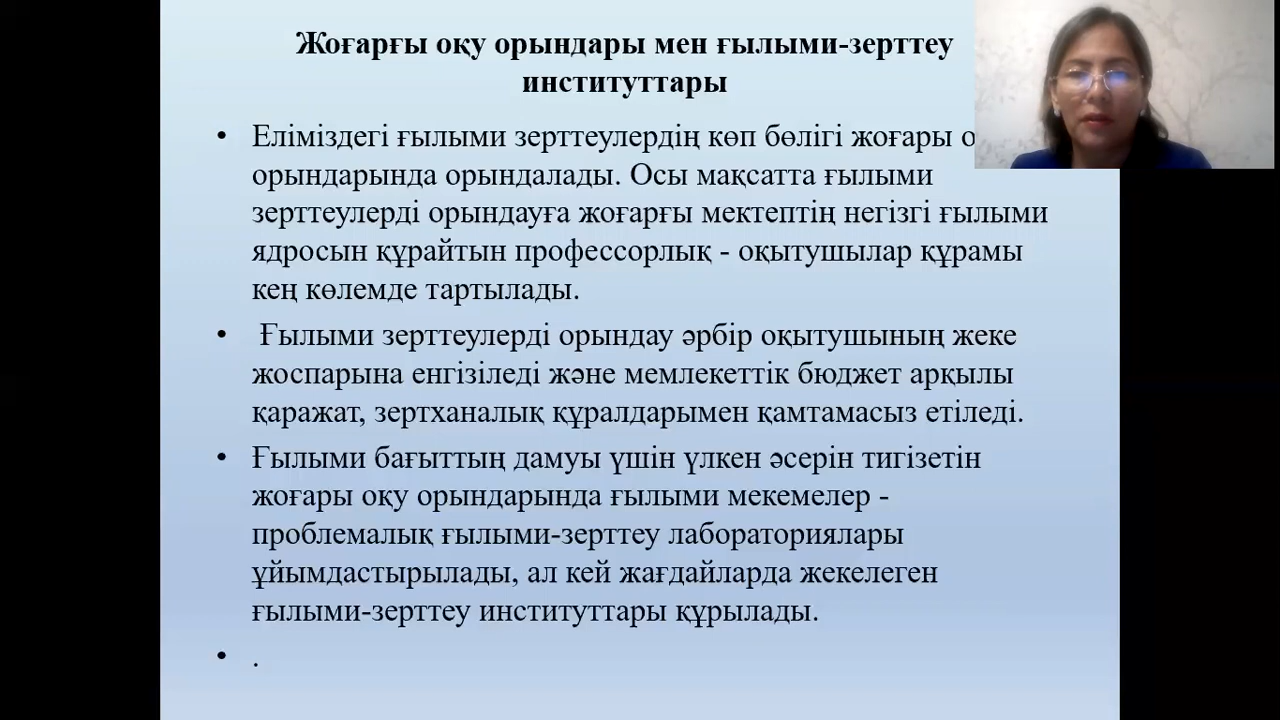 Жоғарғы оқу орындары мен ғылыми-зерттеу
институттары
• Еліміздегі ғылыми зерттеулердің көп бөлігі жоғары
орындарында орындалады. Осы мақсатта ғылыми
зерттеулерді орындауға жоғарғы мектептің негізгі ғылыми
ядросын құрайтын профессорлық - оқытушылар құрамы
кең көлемде тартылады.
• Ғылыми зерттеулерді орындау әрбір оқытушының жеке
жоспарына енгізіледі және мемлекеттік бюджет арқылы
қаражат, зертханалық құралдарымен қамтамасыз етіледі.
• Ғылыми бағыттың дамуы үшін үлкен әсерін тигізетін
жоғары оқу орындарында ғылыми мекемелер -
проблемалық ғылыми-зерттеу лабораториялары
ұйымдастырылады, ал кей жағдайларда жекелеген
ғылыми-зерттеу институттары құрылады.
• .